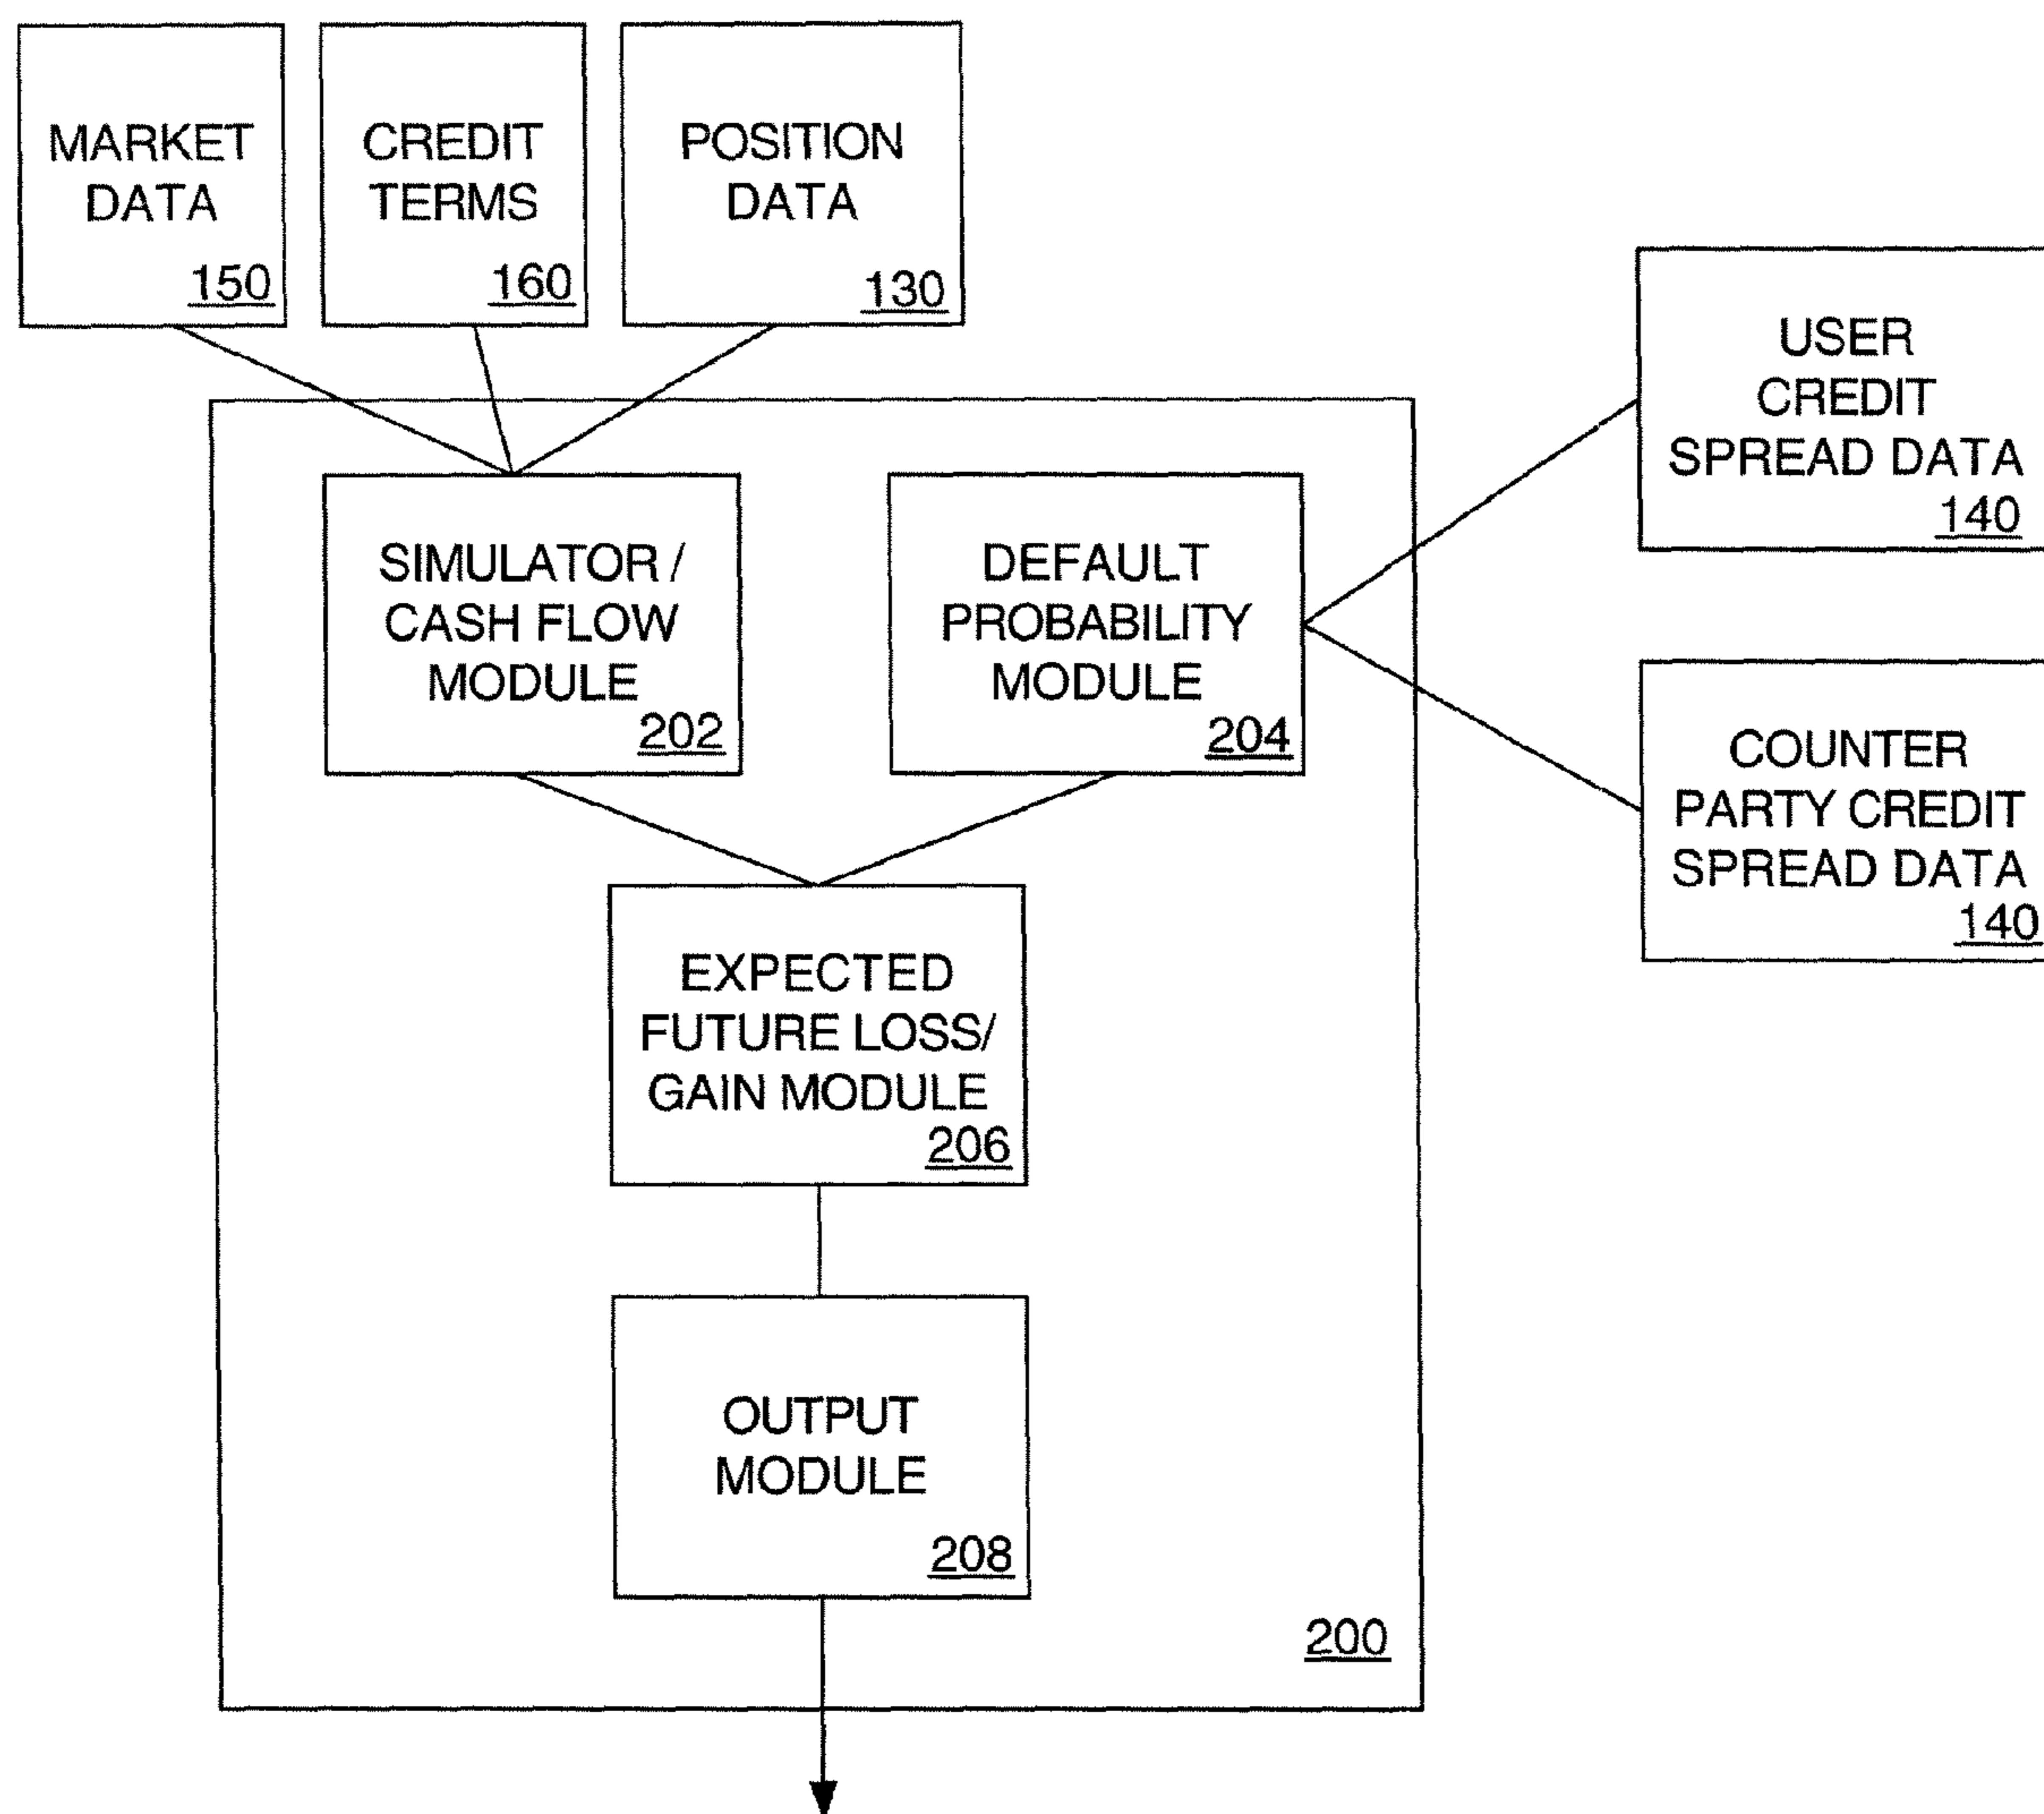 MARKET
DATA
150
CREDIT
TERMS
160
POSITION
DATA
130
USER
CREDIT
SPREAD DATA
140
SIMULATOR /
CASH FLOW
MODULE
202
DEFAULT
PROBABILITY
MODULE
204
COUNTER
PARTY CREDIT
SPREAD DATA
140
EXPECTED
FUTURE LOSS/
GAIN MODULE
206
OUTPUT
MODULE
208
200